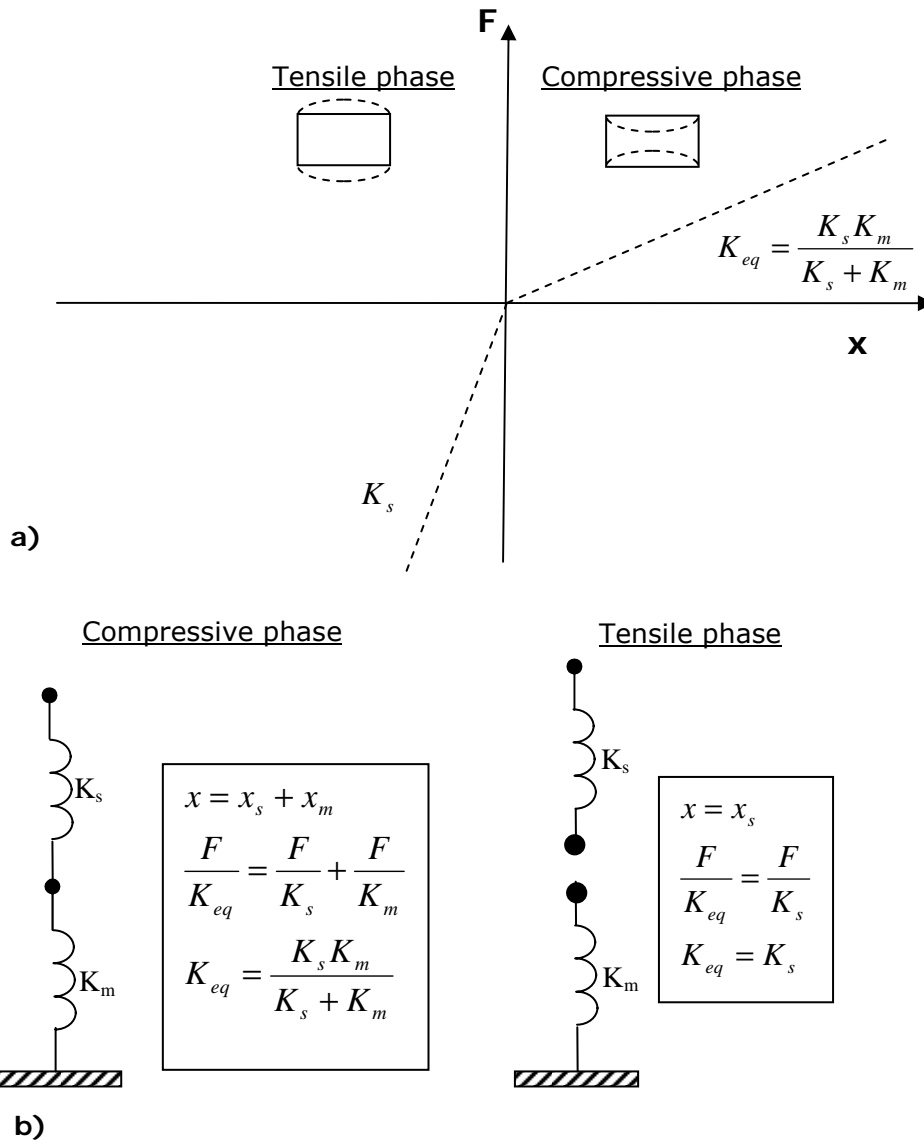 F
Tensile phase Compressive phase
K_eq = K_s K_m / (K_s + K_m)
x
K_s
a)
Compressive phase Tensile phase
K_s
K_m
x = x_s + x_m
F / K_eq = F / K_s + F / K_m
K_eq = K_s K_m / (K_s + K_m)
K_s
K_m
x = x_s
F / K_eq = F / K_s
K_eq = K_s
b)